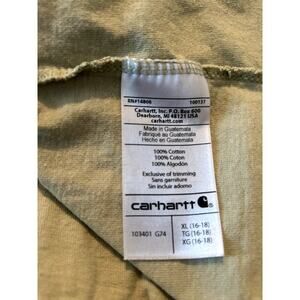 RN#14806 100137
Carhartt, Inc. P.O. Box 600
Dearborn, MI 48121 USA
carhartt.com
Made in Guatemala
Fabriqué au Guatemala
Hecho en Guatemala
100% Cotton
100% Coton
100% Algodón
Exclusive of trimming
Sans garniture
Sin incluir adorno
carhartt
103401 G74
XL (16-18)
TG (16-18)
XG (16-18)